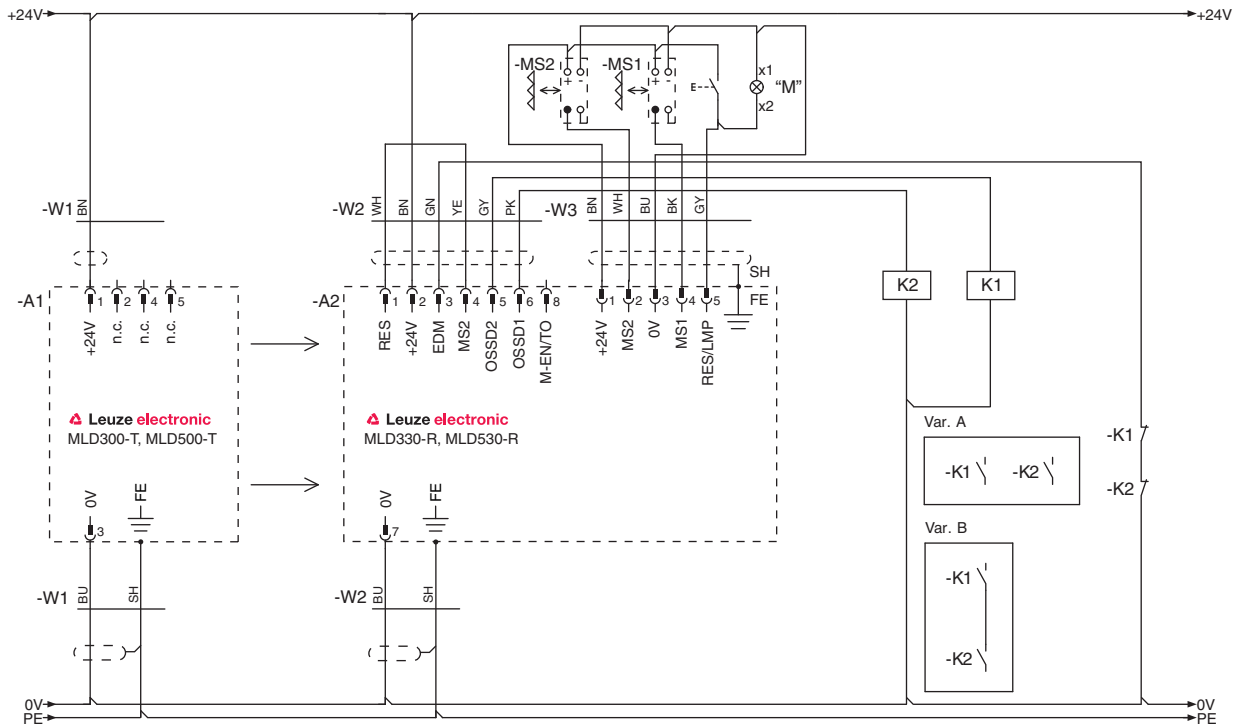 +24V +24V
-MS2 + - -MS1 + - E x1 "M" x2
-W1 BN
-W2 WH BN GN YE GY PK
-W3 BN WH BU BK GY
SH
FE
K2 K1
-A1 1 2 4 5
+24V n.c. n.c. n.c.
-A2 1 2 3 4 5 6 8
RES +24V EDM MS2 OSSD2 OSSD1 M-EN/TO
1 2 3 4 5
+24V MS2 0V MS1 RES/LMP
Leuze electronic
MLD300-T, MLD500-T
Leuze electronic
MLD330-R, MLD530-R
Var. A
-K1 -K2
-K1
-K2
Var. B
-K1
-K2
0V FE
3
0V FE
7
-W1 BU SH
-W2 BU SH
0V 0V
PE PE